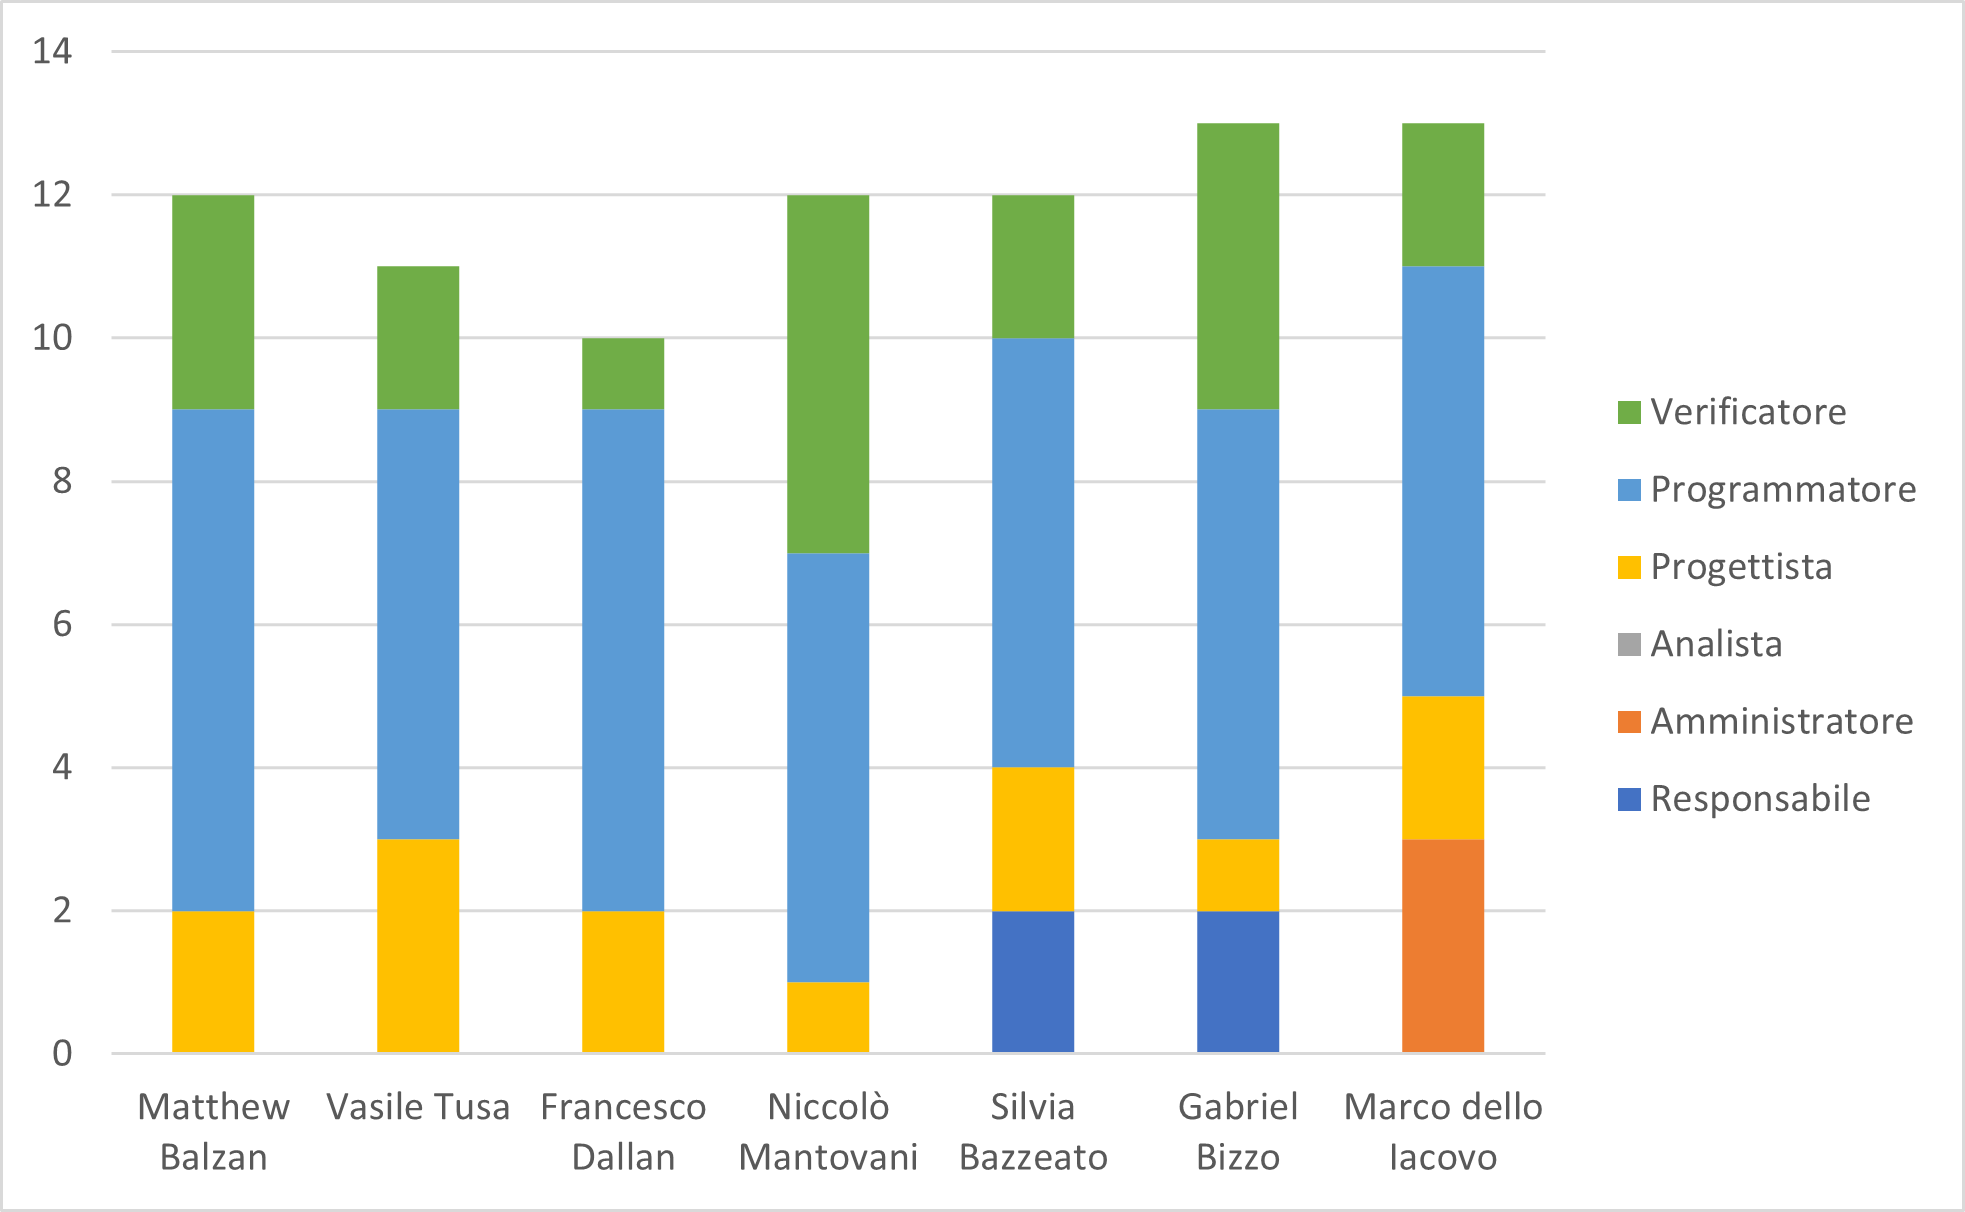 14
12
10
8
6
4
2
0
Matthew Balzan
Vasile Tusa
Francesco Dallan
Niccolò Mantovani
Silvia Bazzeato
Gabriel Bizzo
Marco dello Iacovo
Verificatore
Programmatore
Progettista
Analista
Amministratore
Responsabile